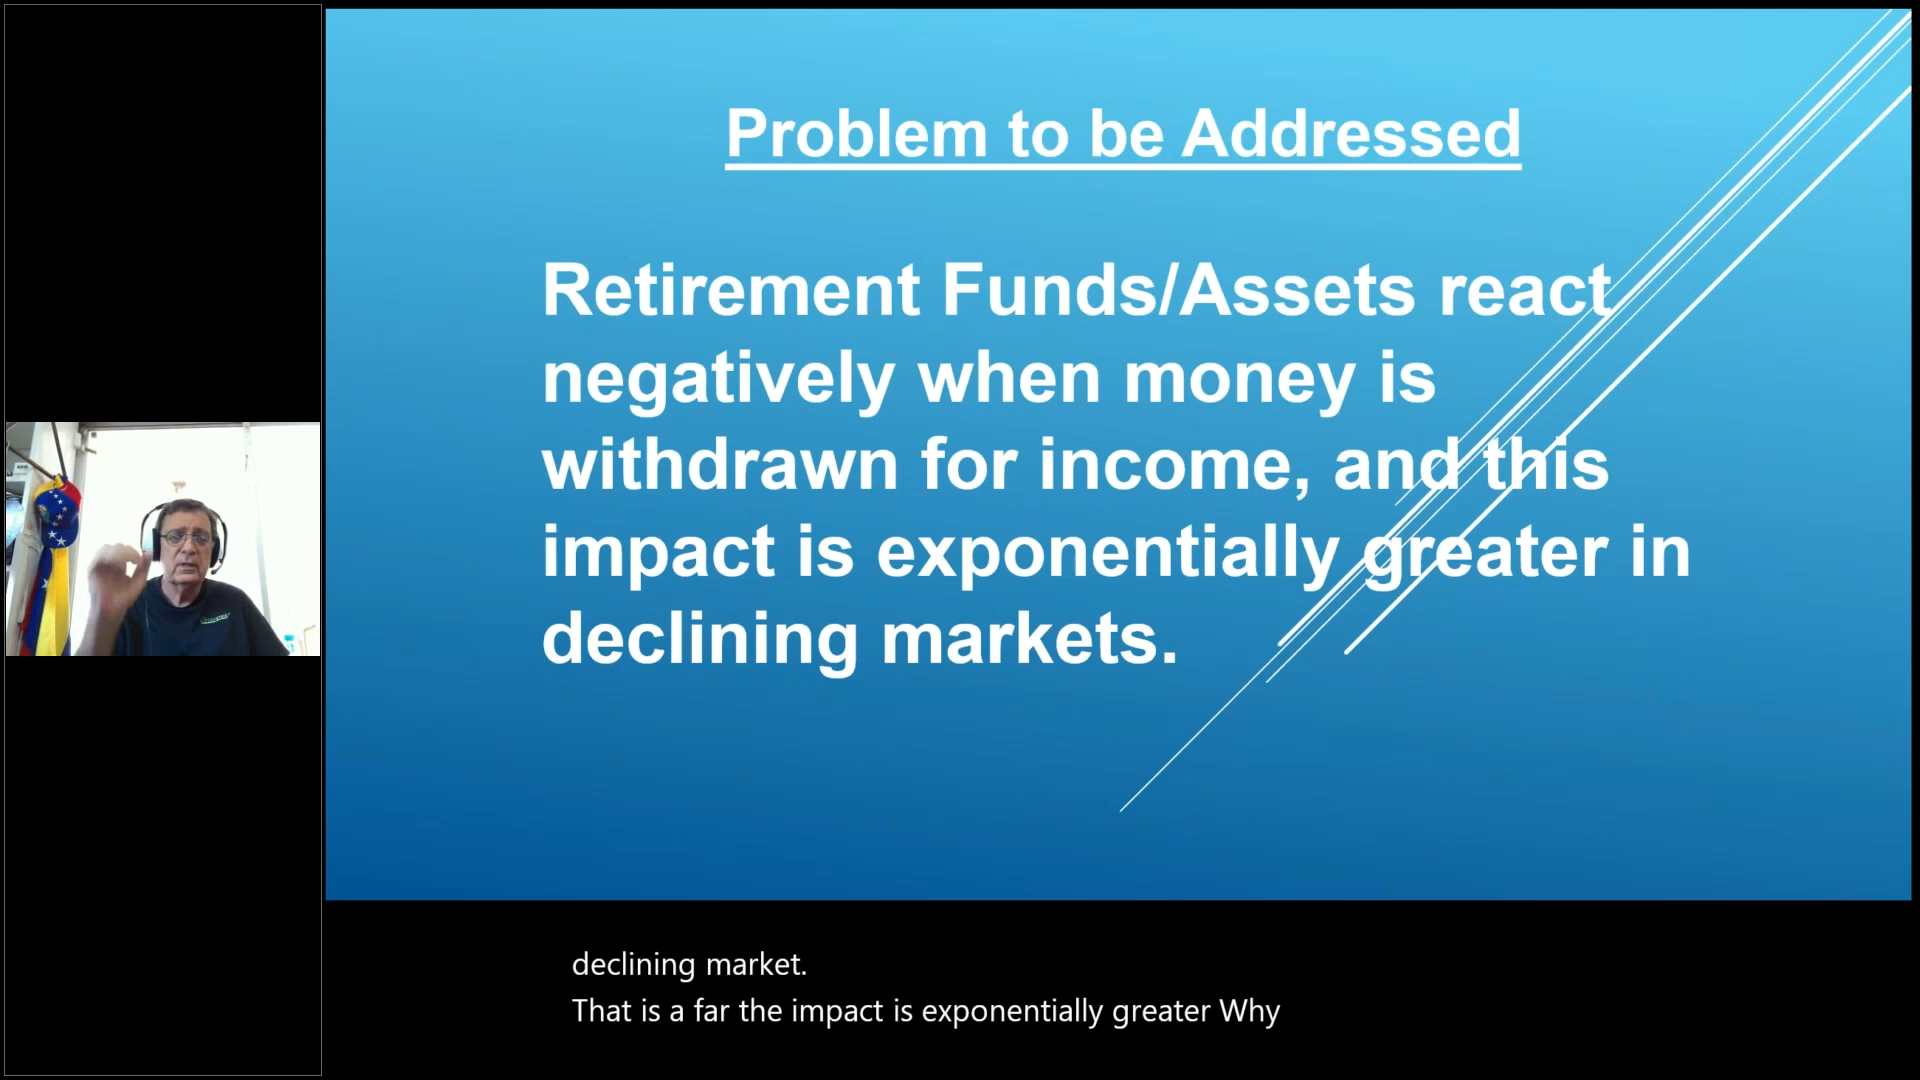 Problem to be Addressed
Retirement Funds/Assets react
negatively when money is
withdrawn for income, and this
impact is exponentially greater in
declining markets.
declining market.
That is a far the impact is exponentially greater Why